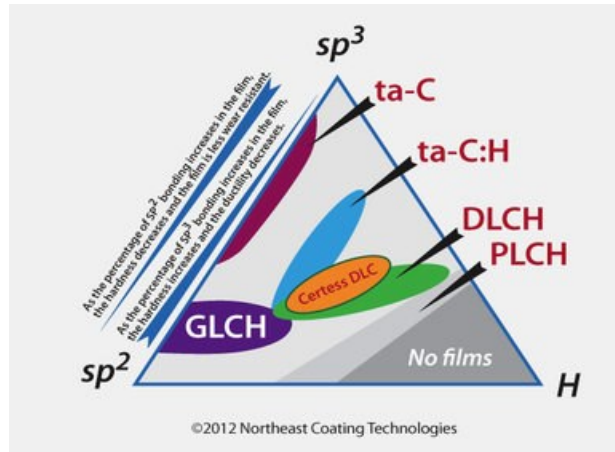 sp³
ta-C
ta-C:H
DLCH
PLCH
As the percentage of SP² bonding increases in the film,
the hardness decreases and the film is less wear resistant.
As the percentage of SP³ bonding increases in the film,
the hardness increases and the ductility decreases.
Certess DLC
GLCH
No films
sp²
H
©2012 Northeast Coating Technologies